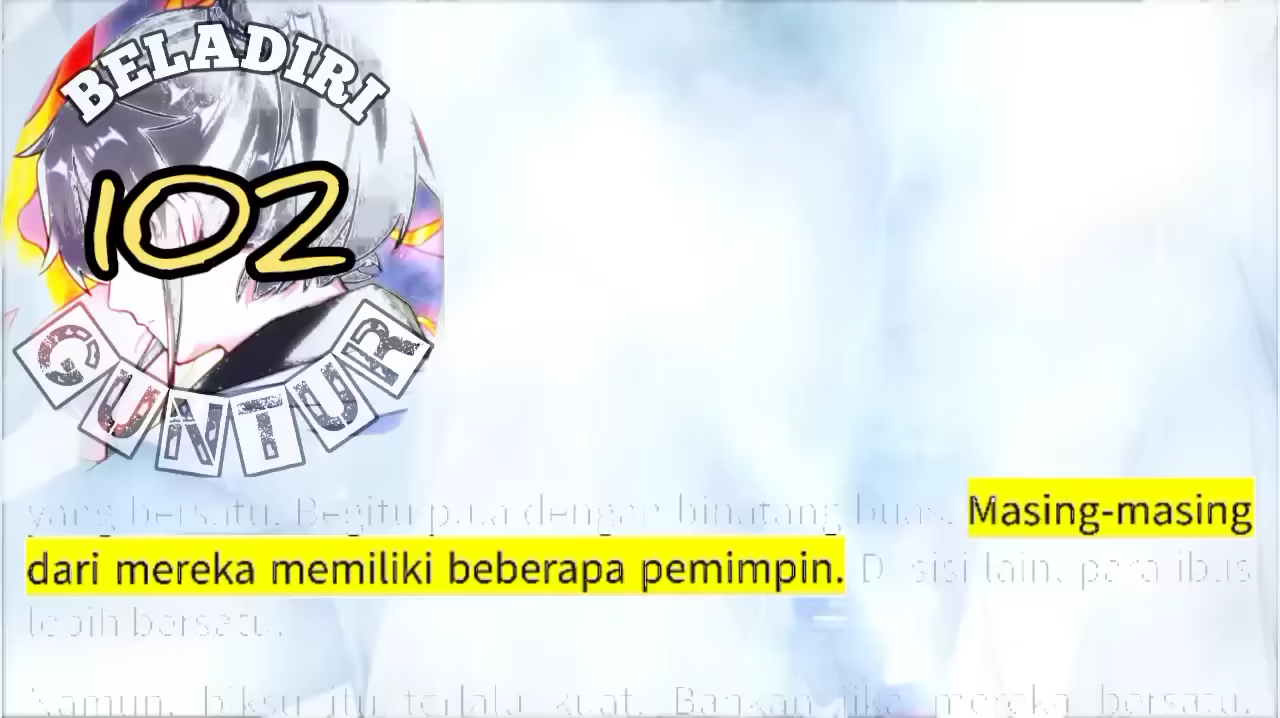 BELADIRI
102
GUNTUR
yang bersatu. Begitu pula dengan binatang buas. Masing-masing
dari mereka memiliki beberapa pemimpin. Di sisi lain, para iblis
lebih bersatu.
Namun, biksu itu terlalu kuat. Bahkan jika mereka bersatu,